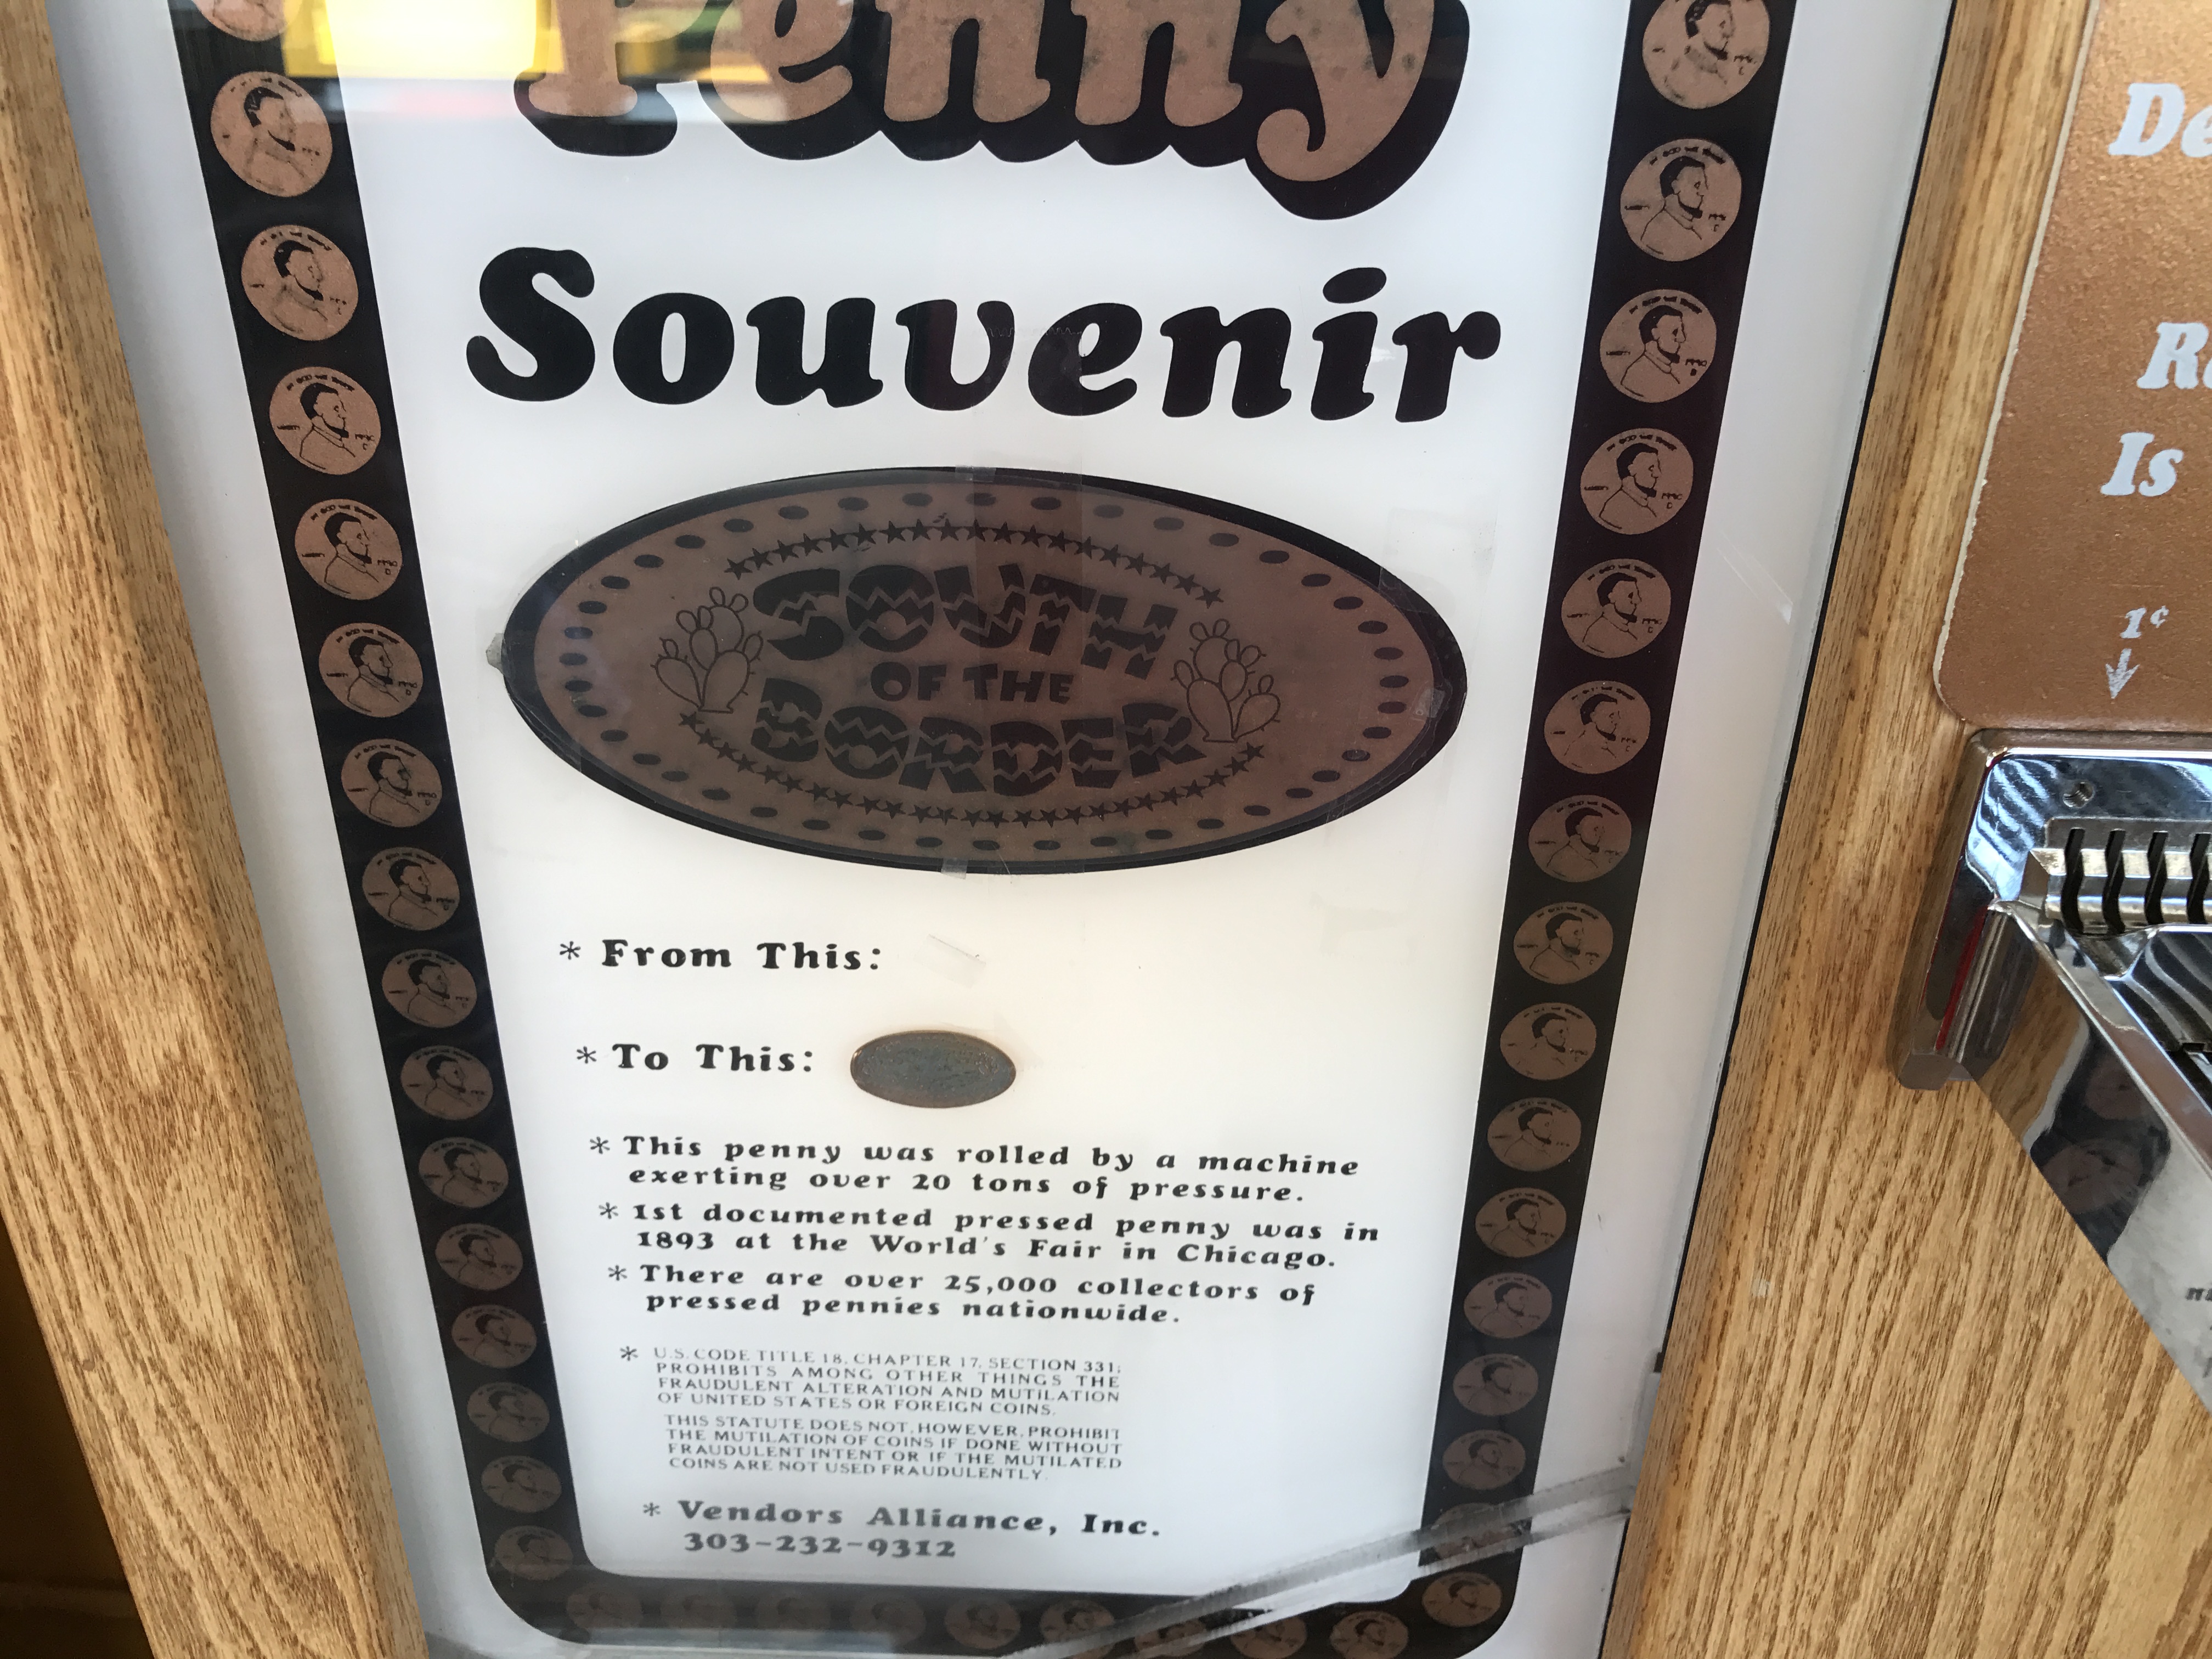 Penny
Souvenir
SOUTH
OF THE
BORDER
* From This:
* To This:
* This penny was rolled by a machine
exerting over 20 tons of pressure.
* 1st documented pressed penny was in
1893 at the World's Fair in Chicago.
* There are over 25,000 collectors of
pressed pennies nationwide.
* U.S. CODE TITLE 18, CHAPTER 17, SECTION 331;
PROHIBITS AMONG OTHER THINGS THE
FRAUDULENT ALTERATION AND MUTILATION
OF UNITED STATES OR FOREIGN COINS.
THIS STATUTE DOES NOT, HOWEVER, PROHIBIT
THE MUTILATION OF COINS IF DONE WITHOUT
FRAUDULENT INTENT OR IF THE MUTILATED
COINS ARE NOT USED FRAUDULENTLY.
* Vendors Alliance, Inc.
303-232-9312
Is
1¢